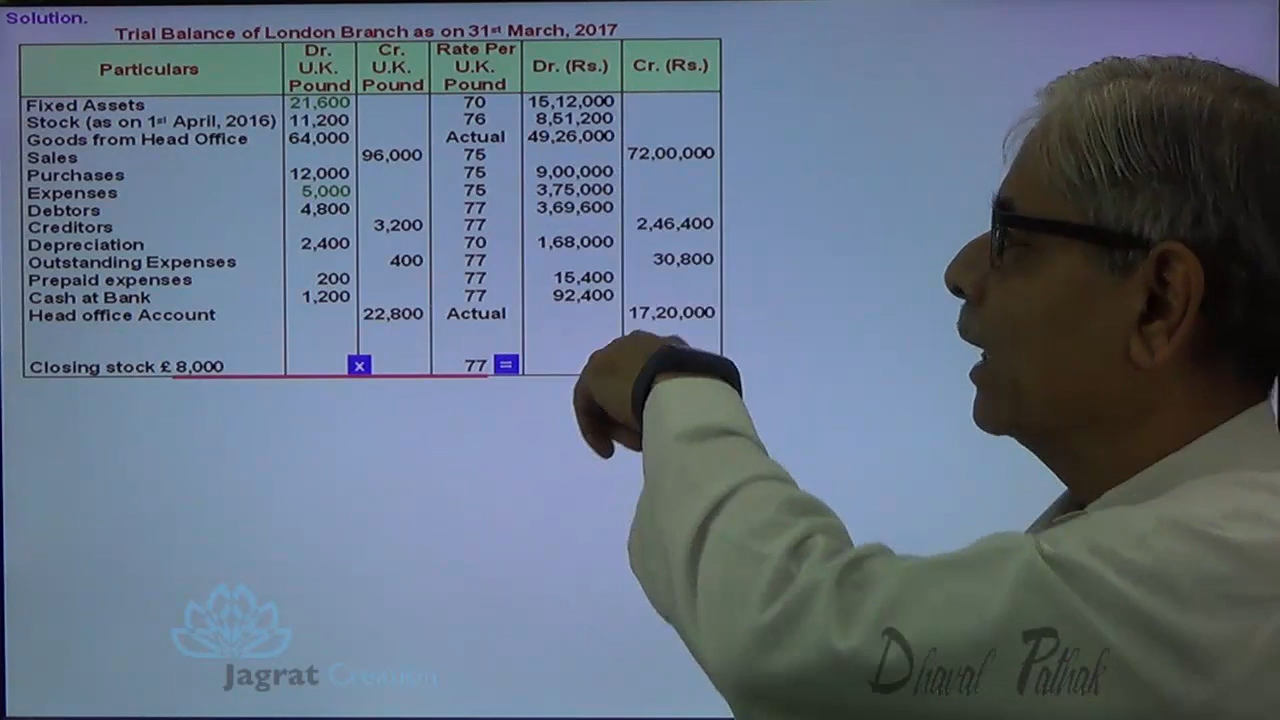 Solution.
Trial Balance of London Branch as on 31st March, 2017
Particulars Dr. U.K. Pound Cr. U.K. Pound Rate Per U.K. Pound Dr. (Rs.) Cr. (Rs.)
Fixed Assets 21,600 70 15,12,000
Stock (as on 1st April, 2016) 11,200 76 8,51,200
Goods from Head Office 64,000 Actual 49,26,000
Sales 96,000 75 72,00,000
Purchases 12,000 75 9,00,000
Expenses 5,000 75 3,75,000
Debtors 4,800 77 3,69,600
Creditors 3,200 77 2,46,400
Depreciation 2,400 70 1,68,000
Outstanding Expenses 400 77 30,800
Prepaid expenses 200 77 15,400
Cash at Bank 1,200 77 92,400
Head office Account 22,800 Actual 17,20,000
Closing stock £ 8,000 x 77 =
Jagrat Creation
Dhaval Pathak